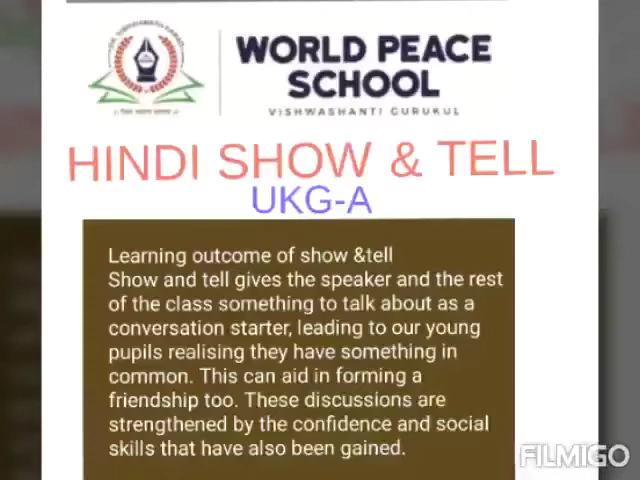 WORLD PEACE
SCHOOL
VISHWASHANTI GURUKUL
HINDI SHOW & TELL
UKG-A
Learning outcome of show &tell
Show and tell gives the speaker and the rest
of the class something to talk about as a
conversation starter, leading to our young
pupils realising they have something in
common. This can aid in forming a
friendship too. These discussions are
strengthened by the confidence and social
skills that have also been gained.
FILMIGO